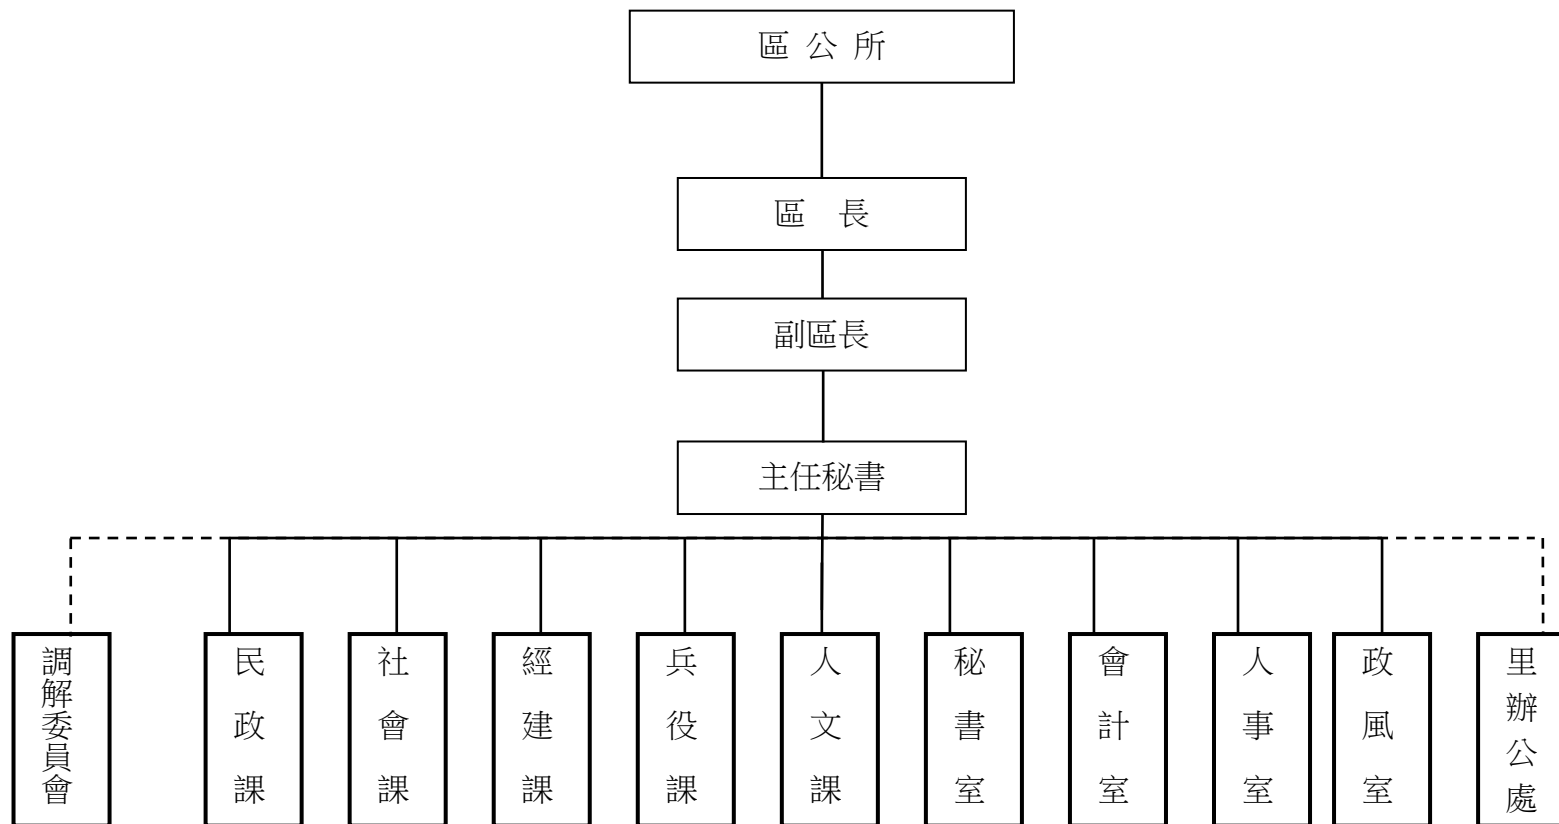 區公所
區 長
副區長
主任秘書
調解委員會
民政課
社會課
經建課
兵役課
人文課
秘書室
會計室
人事室
政風室
里辦公處